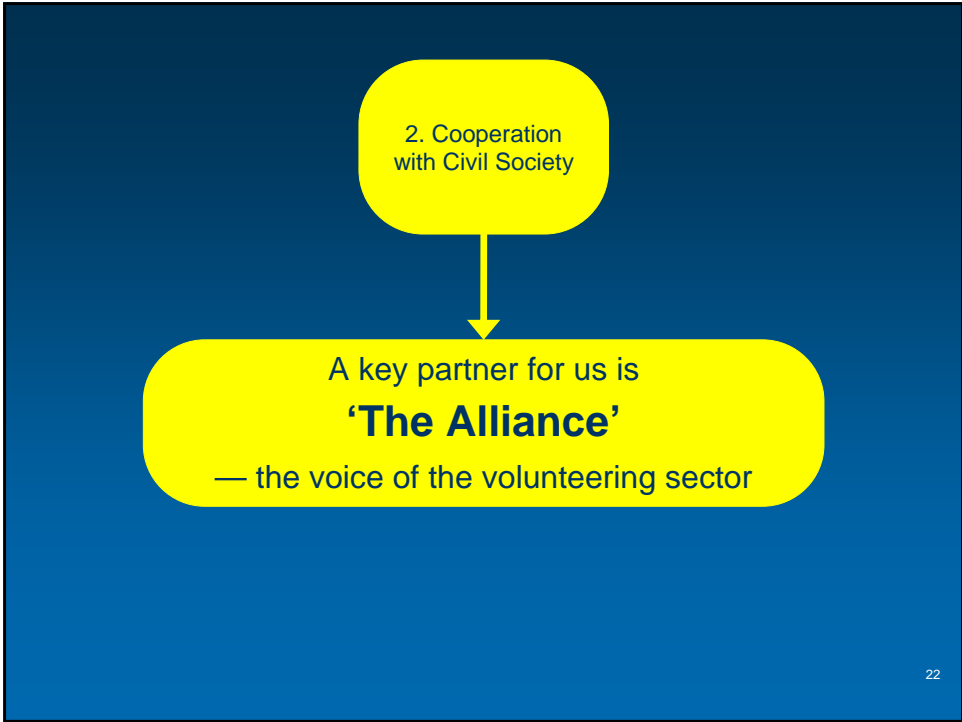 2. Cooperation
with Civil Society
A key partner for us is
‘The Alliance’
— the voice of the volunteering sector
22